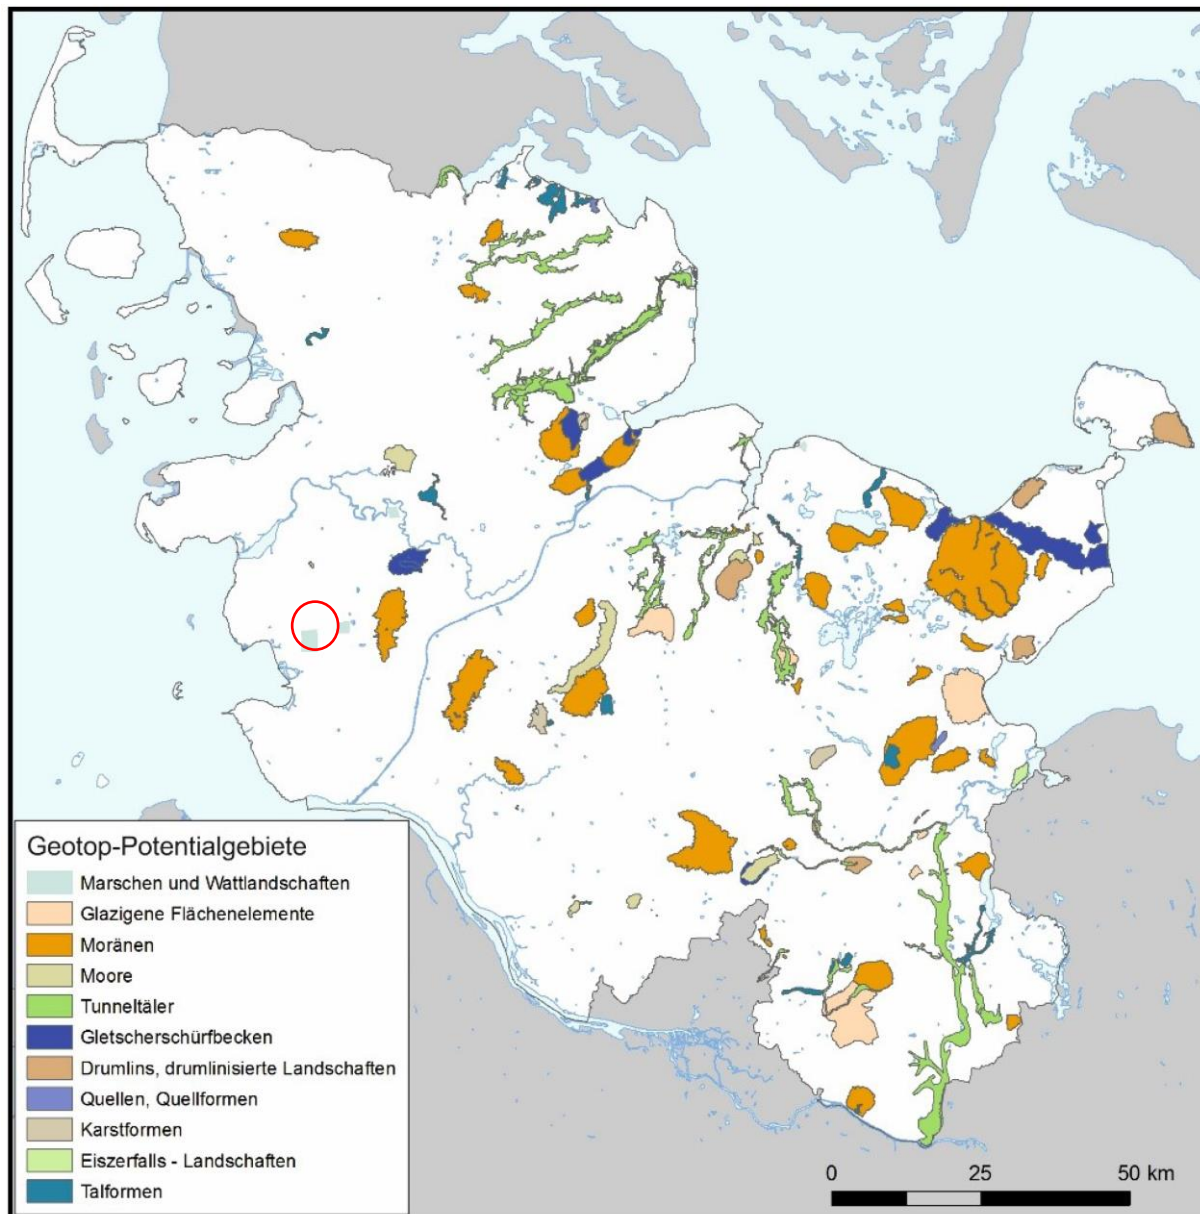 Geotop-Potentialgebiete
Marschen und Wattlandschaften
Glazigene Flächenelemente
Moränen
Moore
Tunneltäler
Gletscherschürfbecken
Drumlins, drumlinisierte Landschaften
Quellen, Quellformen
Karstformen
Eiszerfalls - Landschaften
Talformen
0 25 50 km